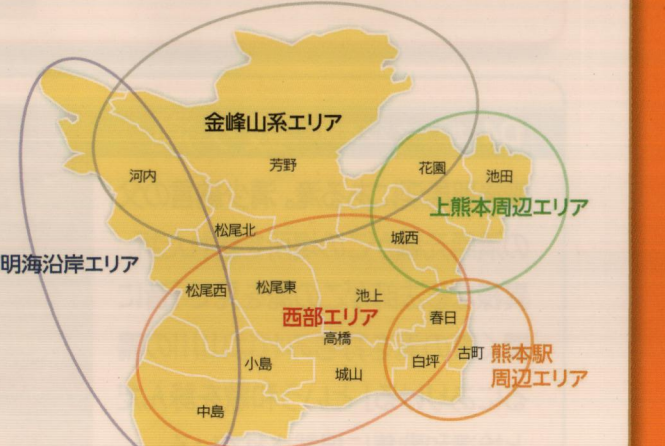 金峰山系エリア
芳野
河内
花園
池田
上熊本周辺エリア
松尾北
城西
明海沿岸エリア
松尾西
松尾東
池上
西部エリア
春日
高橋
古町
熊本駅
周辺エリア
小島
白坪
城山
中島